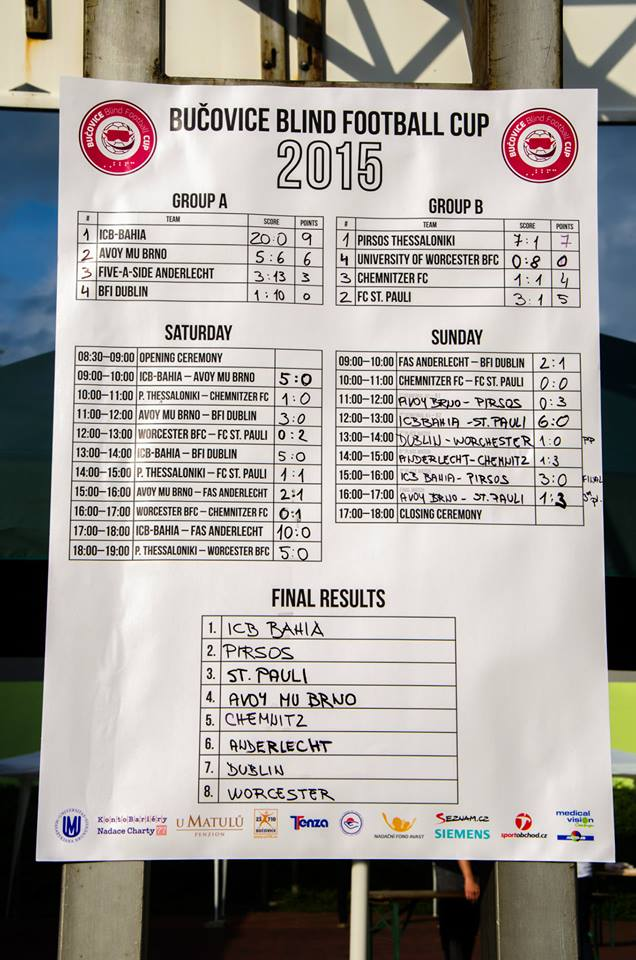 BUČOVICE BLIND FOOTBALL CUP
2015
BUČOVICE Blind Football CUP
BUČOVICE Blind Football CUP
GROUP A
# TEAM SCORE POINTS
1 ICB-BAHIA 20:0 9
2 AVOY MU BRNO 5:6 6
3 FIVE-A-SIDE ANDERLECHT 3:13 3
4 BFI DUBLIN 1:10 0
GROUP B
# TEAM SCORE POINTS
1 PIRSOS THESSALONIKI 7:1 7
4 UNIVERSITY OF WORCESTER BFC 0:8 0
3 CHEMNITZER FC 1:1 4
2 FC ST. PAULI 3:1 5
SATURDAY
08:30–09:00 OPENING CEREMONY
09:00–10:00 ICB-BAHIA – AVOY MU BRNO 5:0
10:00–11:00 P. THESSALONIKI – CHEMNITZER FC 1:0
11:00–12:00 AVOY MU BRNO – BFI DUBLIN 3:0
12:00–13:00 WORCESTER BFC – FC ST. PAULI 0:2
13:00–14:00 ICB-BAHIA – BFI DUBLIN 5:0
14:00–15:00 P. THESSALONIKI – FC ST. PAULI 1:1
15:00–16:00 AVOY MU BRNO – FAS ANDERLECHT 2:1
16:00–17:00 WORCESTER BFC – CHEMNITZER FC 0:1
17:00–18:00 ICB-BAHIA – FAS ANDERLECHT 10:0
18:00–19:00 P. THESSALONIKI – WORCESTER BFC 5:0
SUNDAY
09:00–10:00 FAS ANDERLECHT – BFI DUBLIN 2:1
10:00–11:00 CHEMNITZER FC – FC ST. PAULI 0:0
11:00–12:00 AVOY BRNO - PIRSOS 0:3
12:00–13:00 ICB BAHIA - ST. PAULI 6:0
13:00–14:00 DUBLIN - WORCHESTER 1:0
14:00–15:00 ANDERLECHT - CHEMNITZ 1:3
15:00–16:00 ICB BAHIA - PIRSOS 3:0 FINAL
16:00–17:00 AVOY BRNO - ST. PAULI 1:3
17:00–18:00 CLOSING CEREMONY
FINAL RESULTS
1. ICB BAHIA
2. PIRSOS
3. ST. PAULI
4. AVOY MU BRNO
5. CHEMNITZ
6. ANDERLECHT
7. DUBLIN
8. WORCESTER
KontoBariéry
Nadace Charty 77
U MATULŮ
PENZION
BUČOVICE
Tenza
NADAČNÍ FOND AVAST
SEZNAM.CZ
SIEMENS
sportobchod.cz
medical
vision